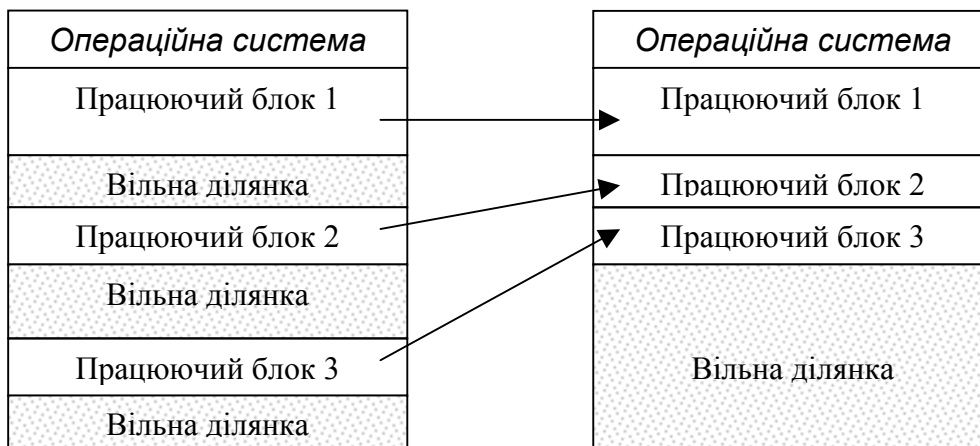 Операційна система
Працюючий блок 1
Вільна ділянка
Працюючий блок 2
Вільна ділянка
Працюючий блок 3
Вільна ділянка
Операційна система
Працюючий блок 1
Працюючий блок 2
Працюючий блок 3
Вільна ділянка